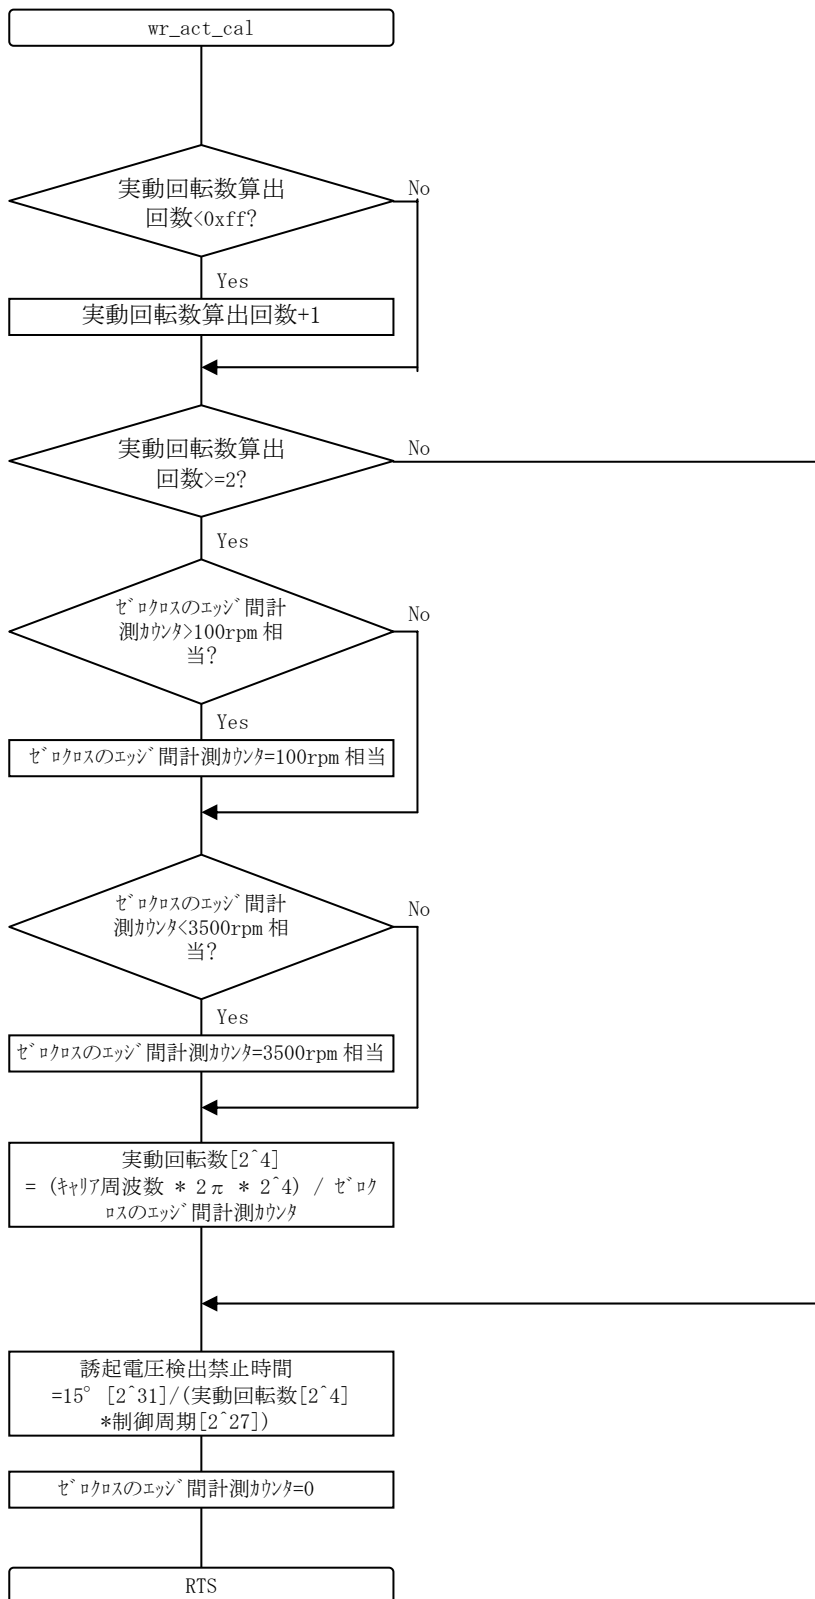 wr_act_cal
実動回転数算出
回数<0xff?
No
Yes
実動回転数算出回数+1
実動回転数算出
回数>=2?
No
Yes
ｾﾞﾛｸﾛｽのｴｯｼﾞ間計
測ｶｳﾝﾀ>100rpm 相
当?
No
Yes
ｾﾞﾛｸﾛｽのｴｯｼﾞ間計測ｶｳﾝﾀ=100rpm 相当
ｾﾞﾛｸﾛｽのｴｯｼﾞ間計
測ｶｳﾝﾀ<3500rpm 相
当?
No
Yes
ｾﾞﾛｸﾛｽのｴｯｼﾞ間計測ｶｳﾝﾀ=3500rpm 相当
実動回転数[2^4]
= (ｷｬﾘｱ周波数 * 2π * 2^4) / ｾﾞﾛｸ
ﾛｽのｴｯｼﾞ間計測ｶｳﾝﾀ
誘起電圧検出禁止時間
=15° [2^31]/(実動回転数[2^4]
*制御周期[2^27])
ｾﾞﾛｸﾛｽのｴｯｼﾞ間計測ｶｳﾝﾀ=0
RTS